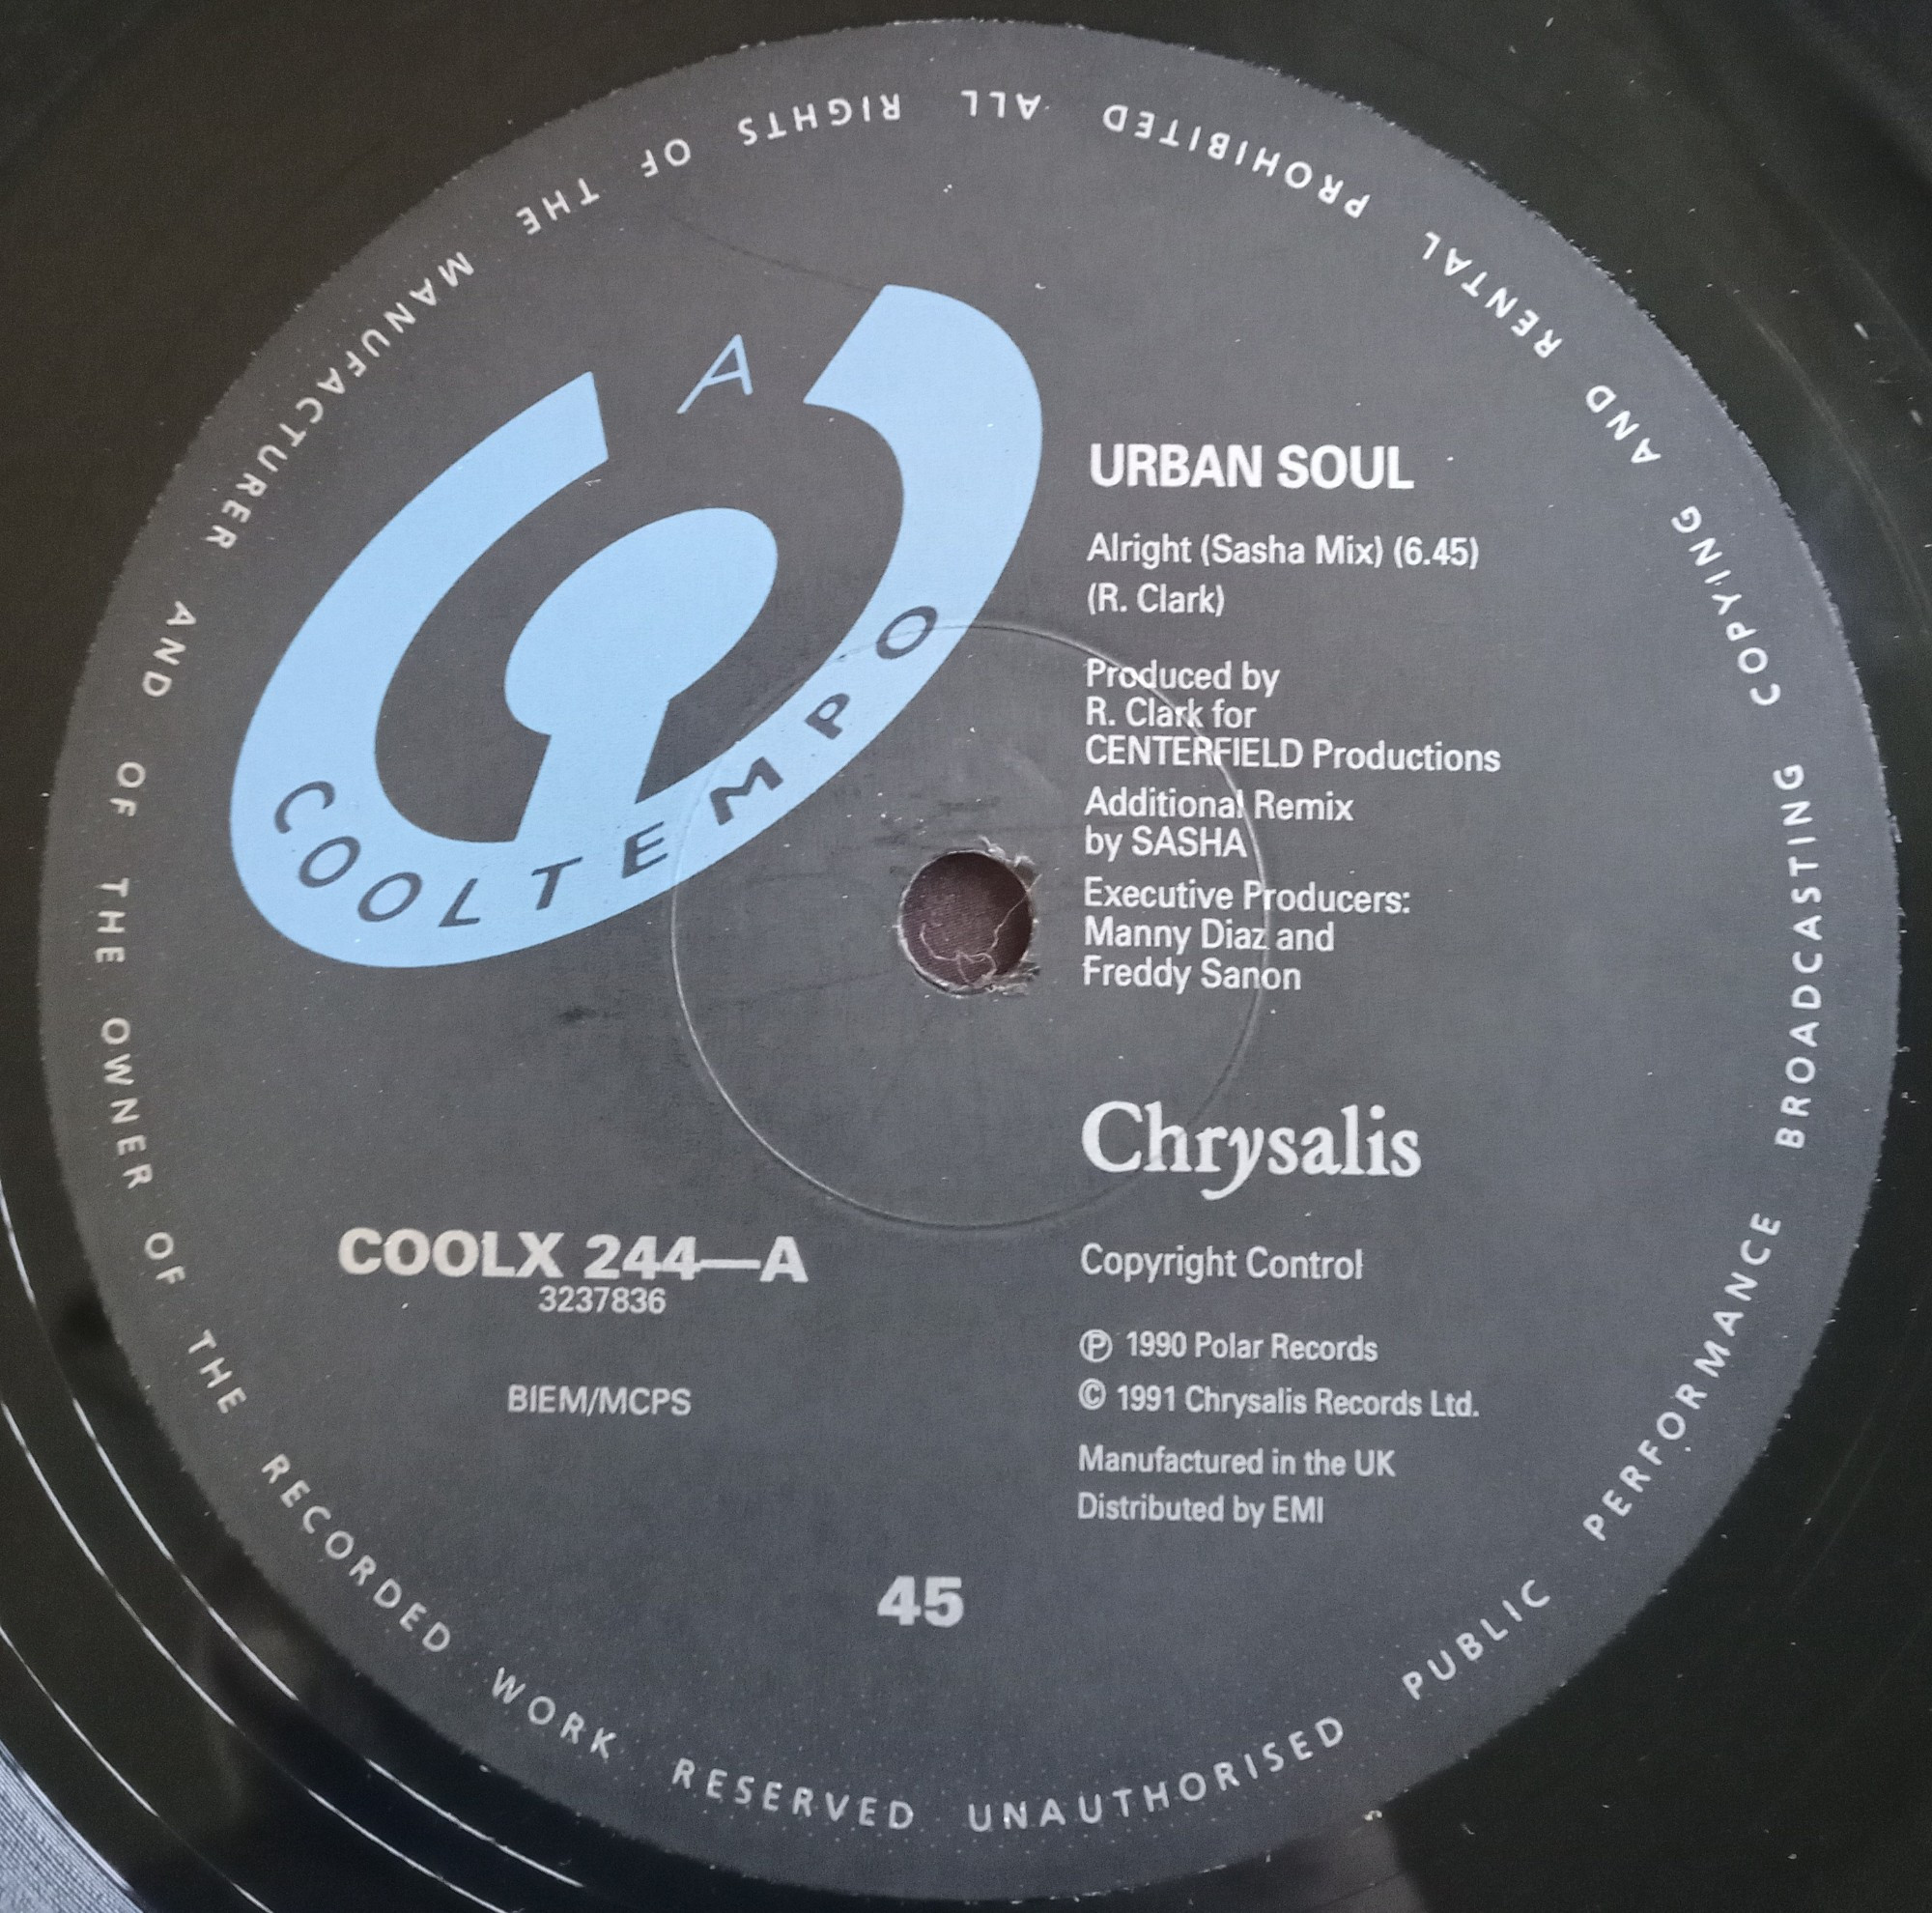 A
COOLTEMPO
URBAN SOUL
Alright (Sasha Mix) (6.45)
(R. Clark)
Produced by
R. Clark for
CENTERFIELD Productions
Additional Remix
by SASHA
Executive Producers:
Manny Diaz and
Freddy Sanon
Chrysalis
COOLX 244—A
3237836
BIEM/MCPS
Copyright Control
℗ 1990 Polar Records
© 1991 Chrysalis Records Ltd.
Manufactured in the UK
Distributed by EMI
45
ALL RIGHTS OF THE MANUFACTURER AND OF THE OWNER OF THE RECORDED WORK RESERVED UNAUTHORISED PUBLIC PERFORMANCE BROADCASTING COPYING AND RENTAL PROHIBITED